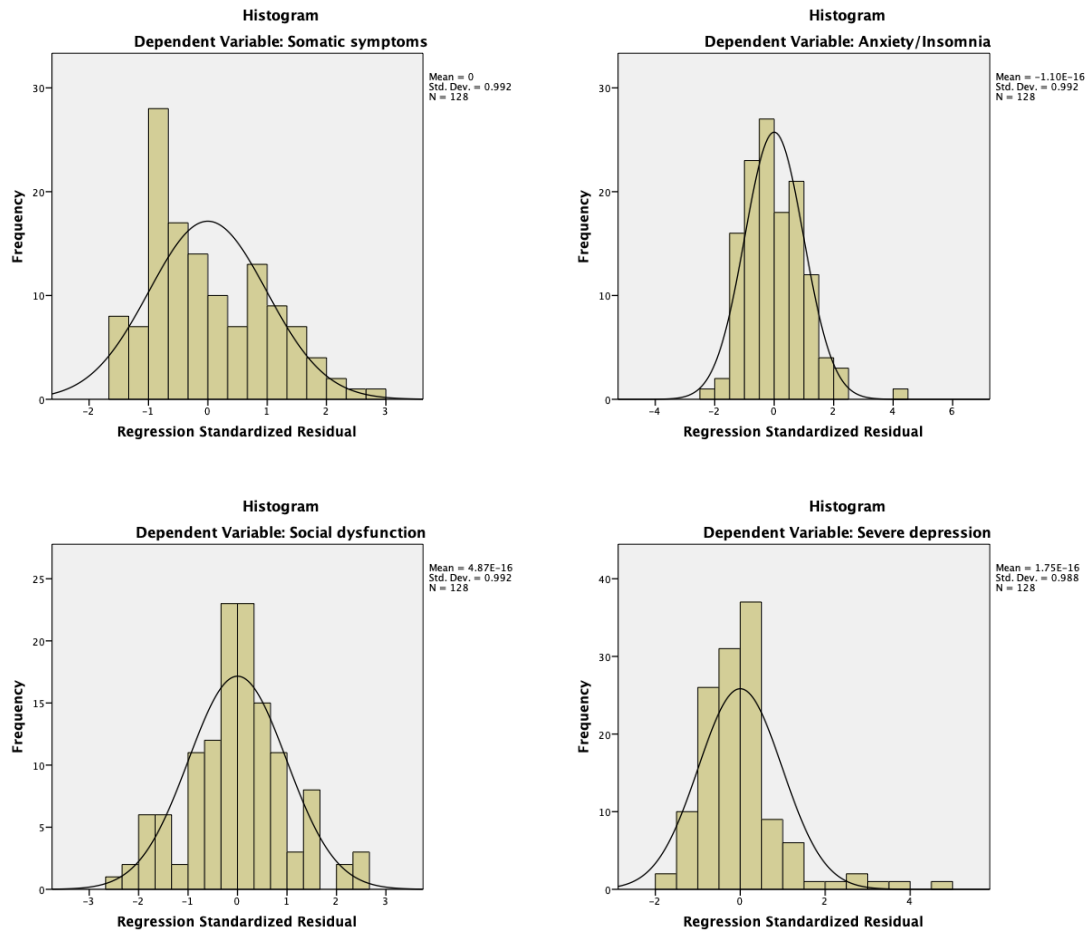 Histogram
Dependent Variable: Somatic symptoms
Mean = 0
Std. Dev. = 0.992
N = 128
30
20
10
0
Frequency
-2
-1
0
1
2
3
Regression Standardized Residual
Histogram
Dependent Variable: Anxiety/Insomnia
Mean = -1.10E-16
Std. Dev. = 0.992
N = 128
30
20
10
0
Frequency
-4
-2
0
2
4
6
Regression Standardized Residual
Histogram
Dependent Variable: Social dysfunction
Mean = 4.87E-16
Std. Dev. = 0.992
N = 128
25
20
15
10
5
0
Frequency
-3
-2
-1
0
1
2
3
Regression Standardized Residual
Histogram
Dependent Variable: Severe depression
Mean = 1.75E-16
Std. Dev. = 0.988
N = 128
40
30
20
10
0
Frequency
-2
0
2
4
Regression Standardized Residual